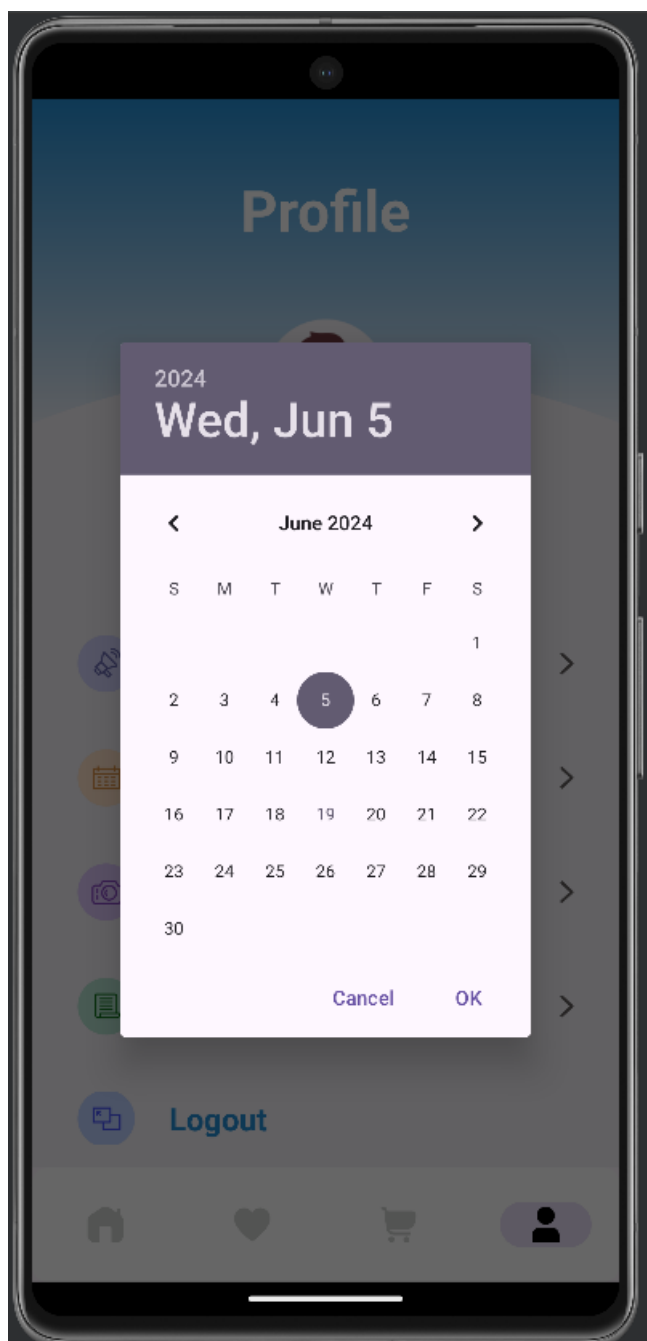 Profile
2024
Wed, Jun 5
June 2024
S M T W T F S
1
2 3 4 5 6 7 8
9 10 11 12 13 14 15
16 17 18 19 20 21 22
23 24 25 26 27 28 29
30
Cancel OK
Logout